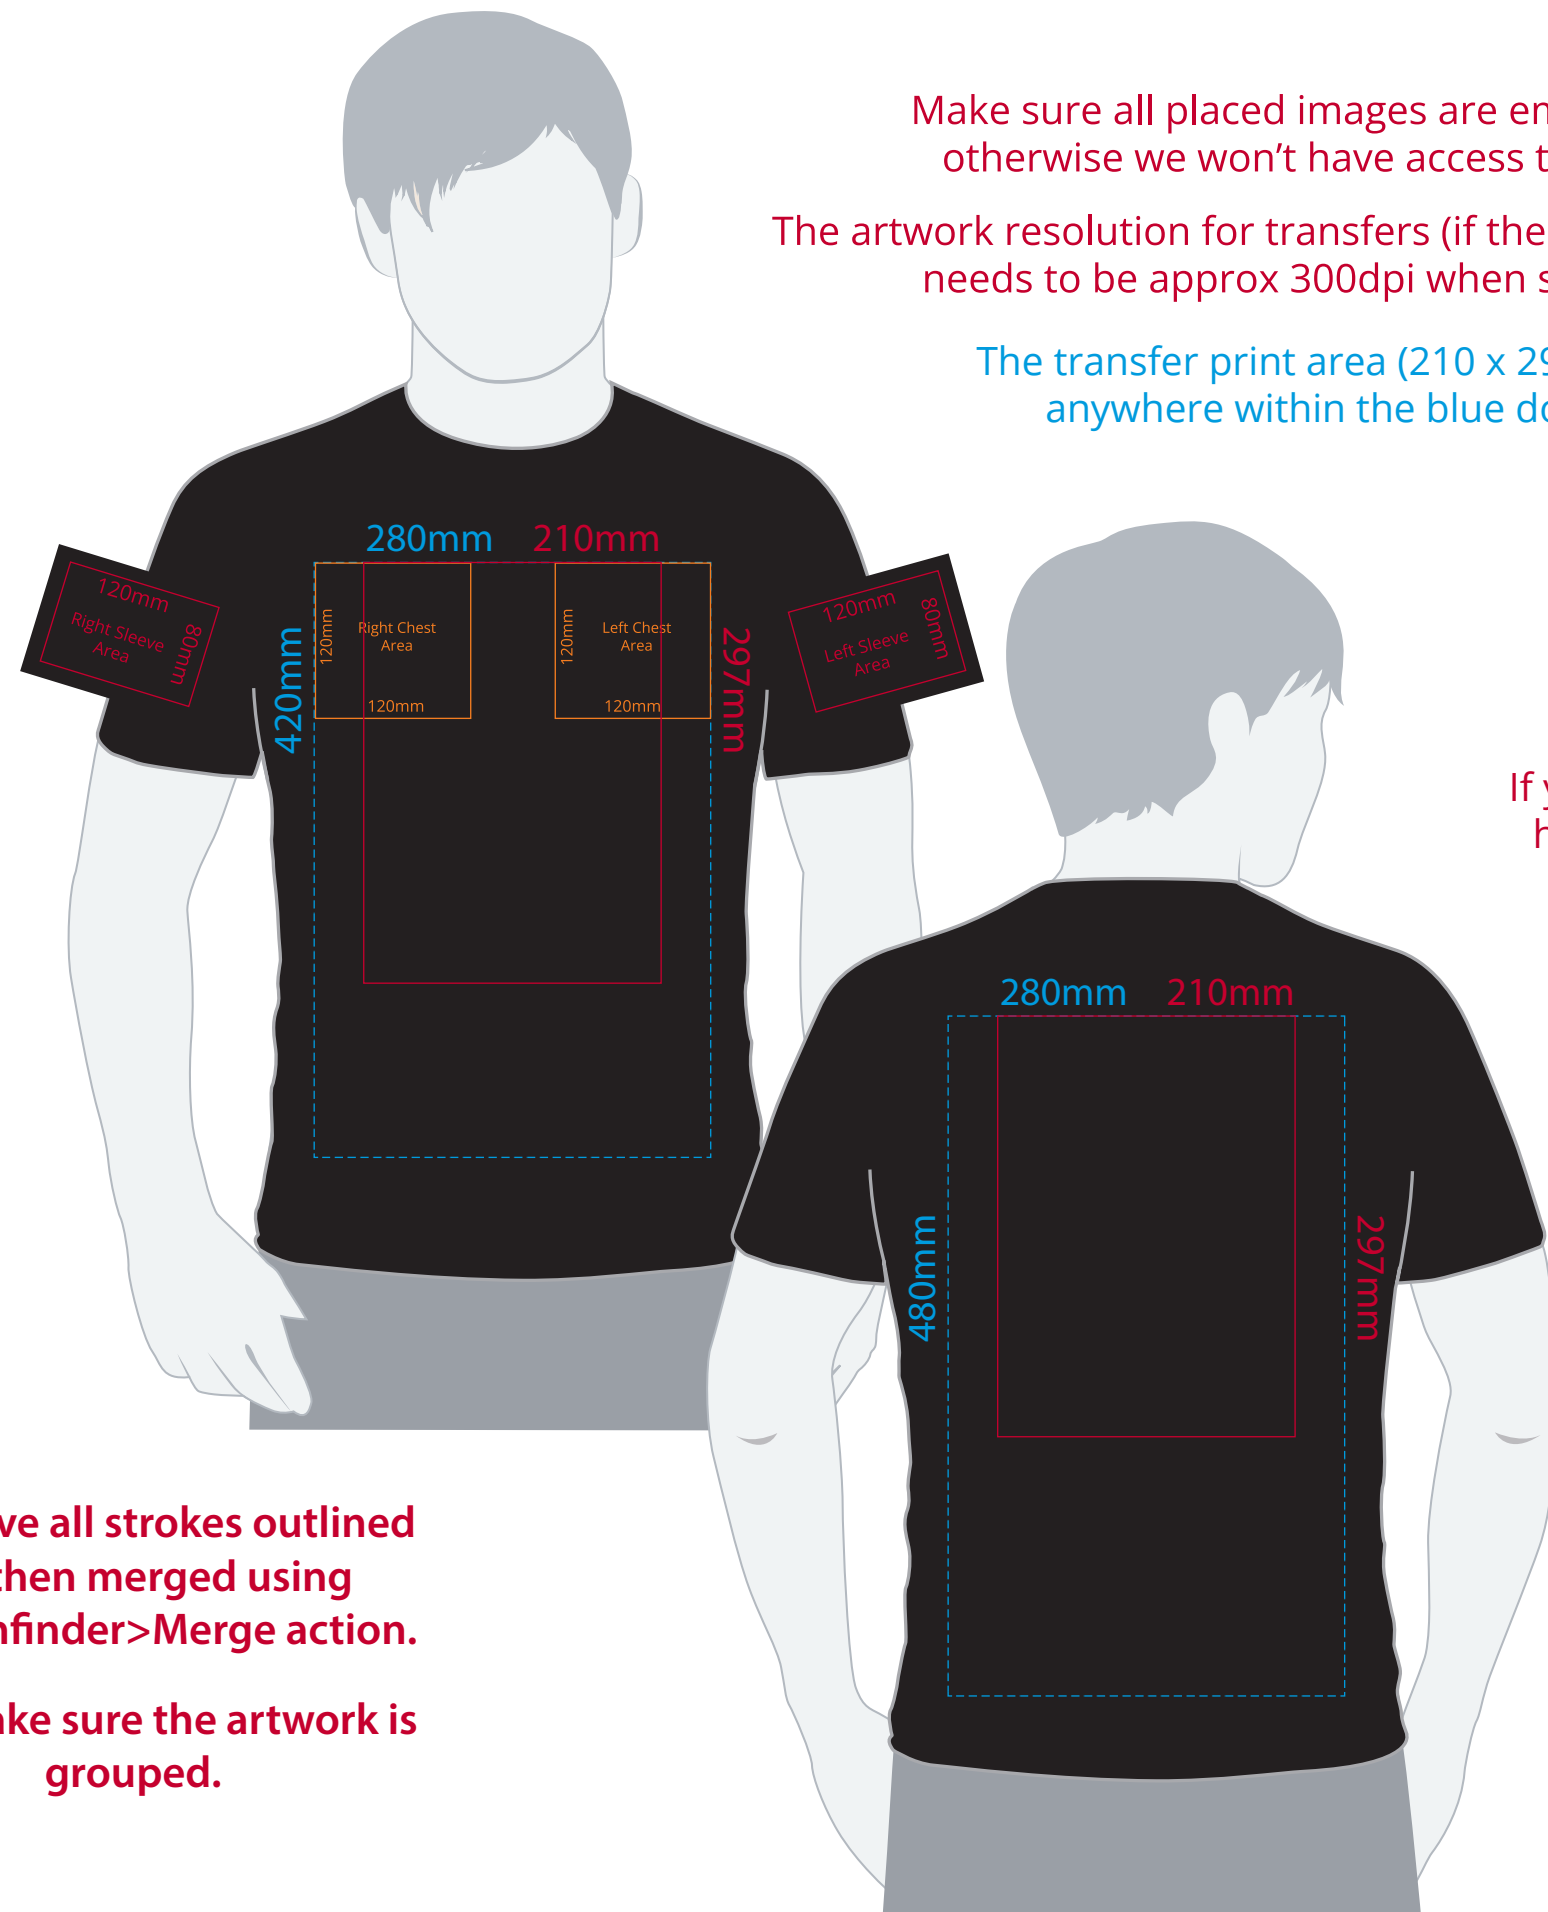 Make sure all placed images are em
otherwise we won't have access t
The artwork resolution for transfers (if the
needs to be approx 300dpi when s
The transfer print area (210 x 29
anywhere within the blue do
280mm 210mm
120mm
Right Sleeve
Area
80mm
420mm
120mm
Right Chest
Area
120mm
120mm
Left Chest
Area
120mm
297mm
120mm
Left Sleeve
Area
80mm
If y
h
280mm 210mm
480mm
297mm
ve all strokes outlined
then merged using
nfinder>Merge action.
ake sure the artwork is
grouped.